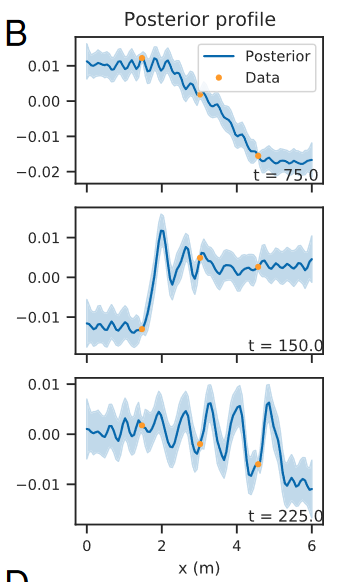 B
Posterior profile
0.01
0.00
−0.01
−0.02
Posterior
Data
t = 75.0
0.01
0.00
−0.01
t = 150.0
0.01
0.00
−0.01
t = 225.0
0 2 4 6
x (m)